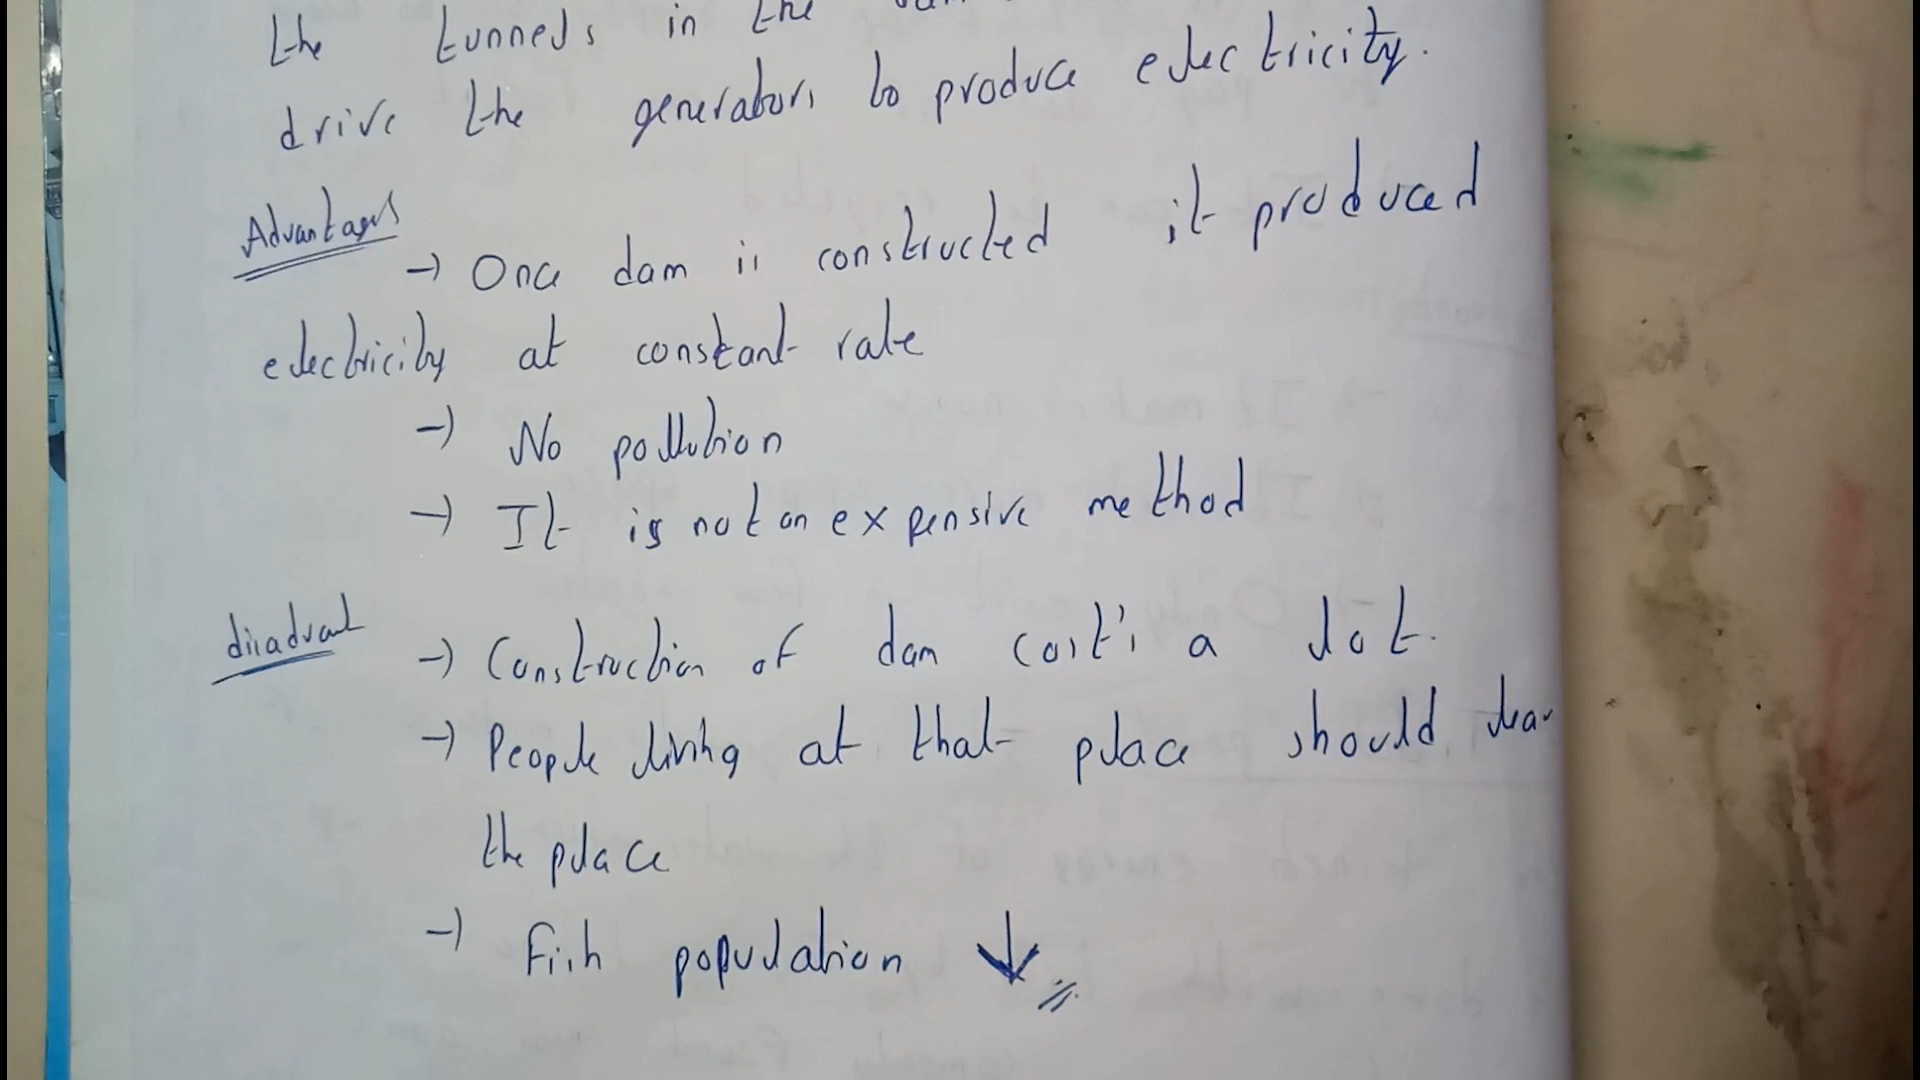 the tunnels in the
drive the generators to produce electricity.
Advantages
→ Once dam is constructed it produced
electricity at constant rate
→ No pollution
→ It is not an expensive method
disadvant
→ Construction of dam cost's a lot.
→ People living at that place should leav
the place
→ Fish population ↓